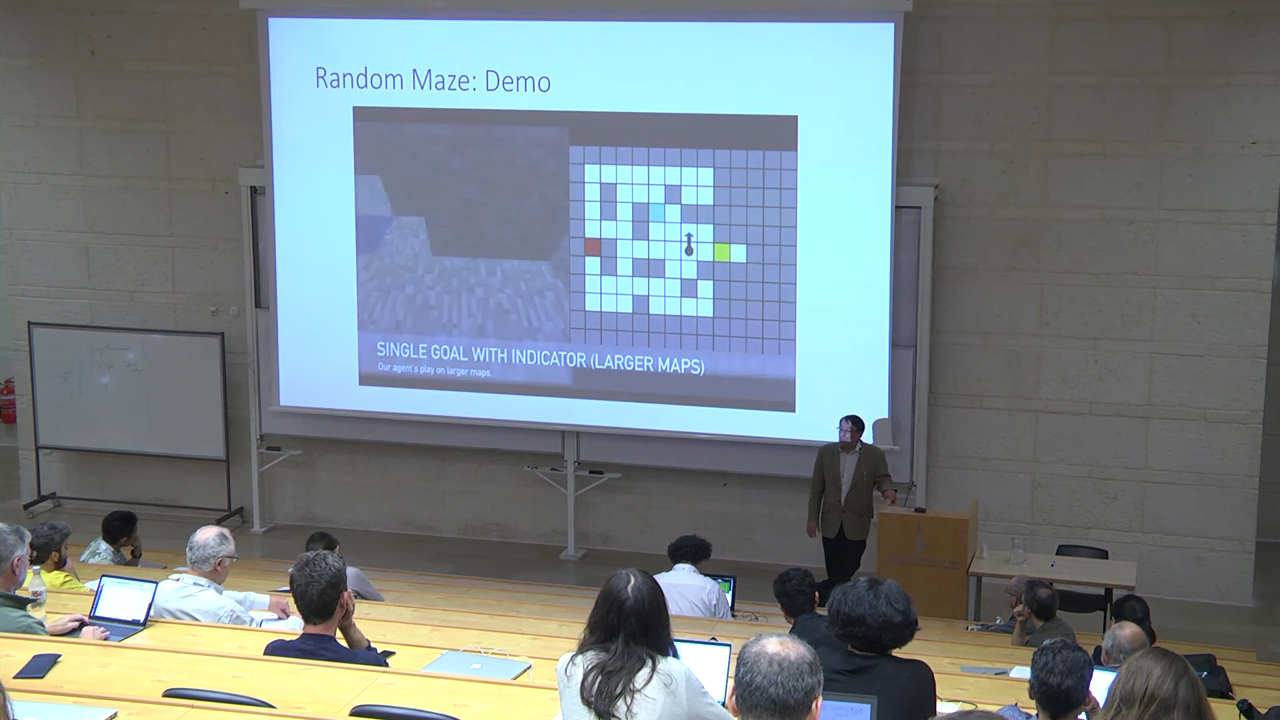 Random Maze: Demo
SINGLE GOAL WITH INDICATOR (LARGER MAPS)
Our agent's play on larger maps.